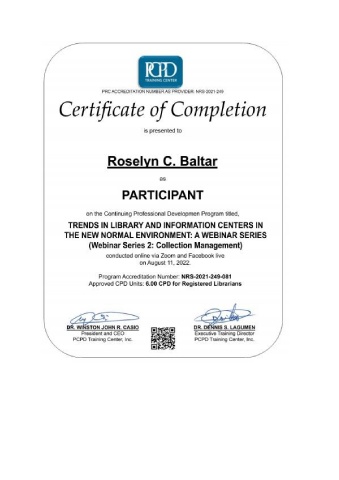 PCPD
TRAINING CENTER
PRC ACCREDITATION NUMBER AS PROVIDER: NRS-2021-249
Certificate of Completion
is presented to
Roselyn C. Baltar
as
PARTICIPANT
on the Continuing Professional Developmen Program titled,
TRENDS IN LIBRARY AND INFORMATION CENTERS IN
THE NEW NORMAL ENVIRONMENT: A WEBINAR SERIES
(Webinar Series 2: Collection Management)
conducted online via Zoom and Facebook live
on August 11, 2022.
Program Accreditation Number: NRS-2021-249-081
Approved CPD Units: 6.00 CPD for Registered Librarians
DR. WINSTON JOHN R. CASIO
President and CEO
PCPD Training Center, Inc.
DR. DENNIS S. LAGUMEN
Executive Training Director
PCPD Training Center, Inc.